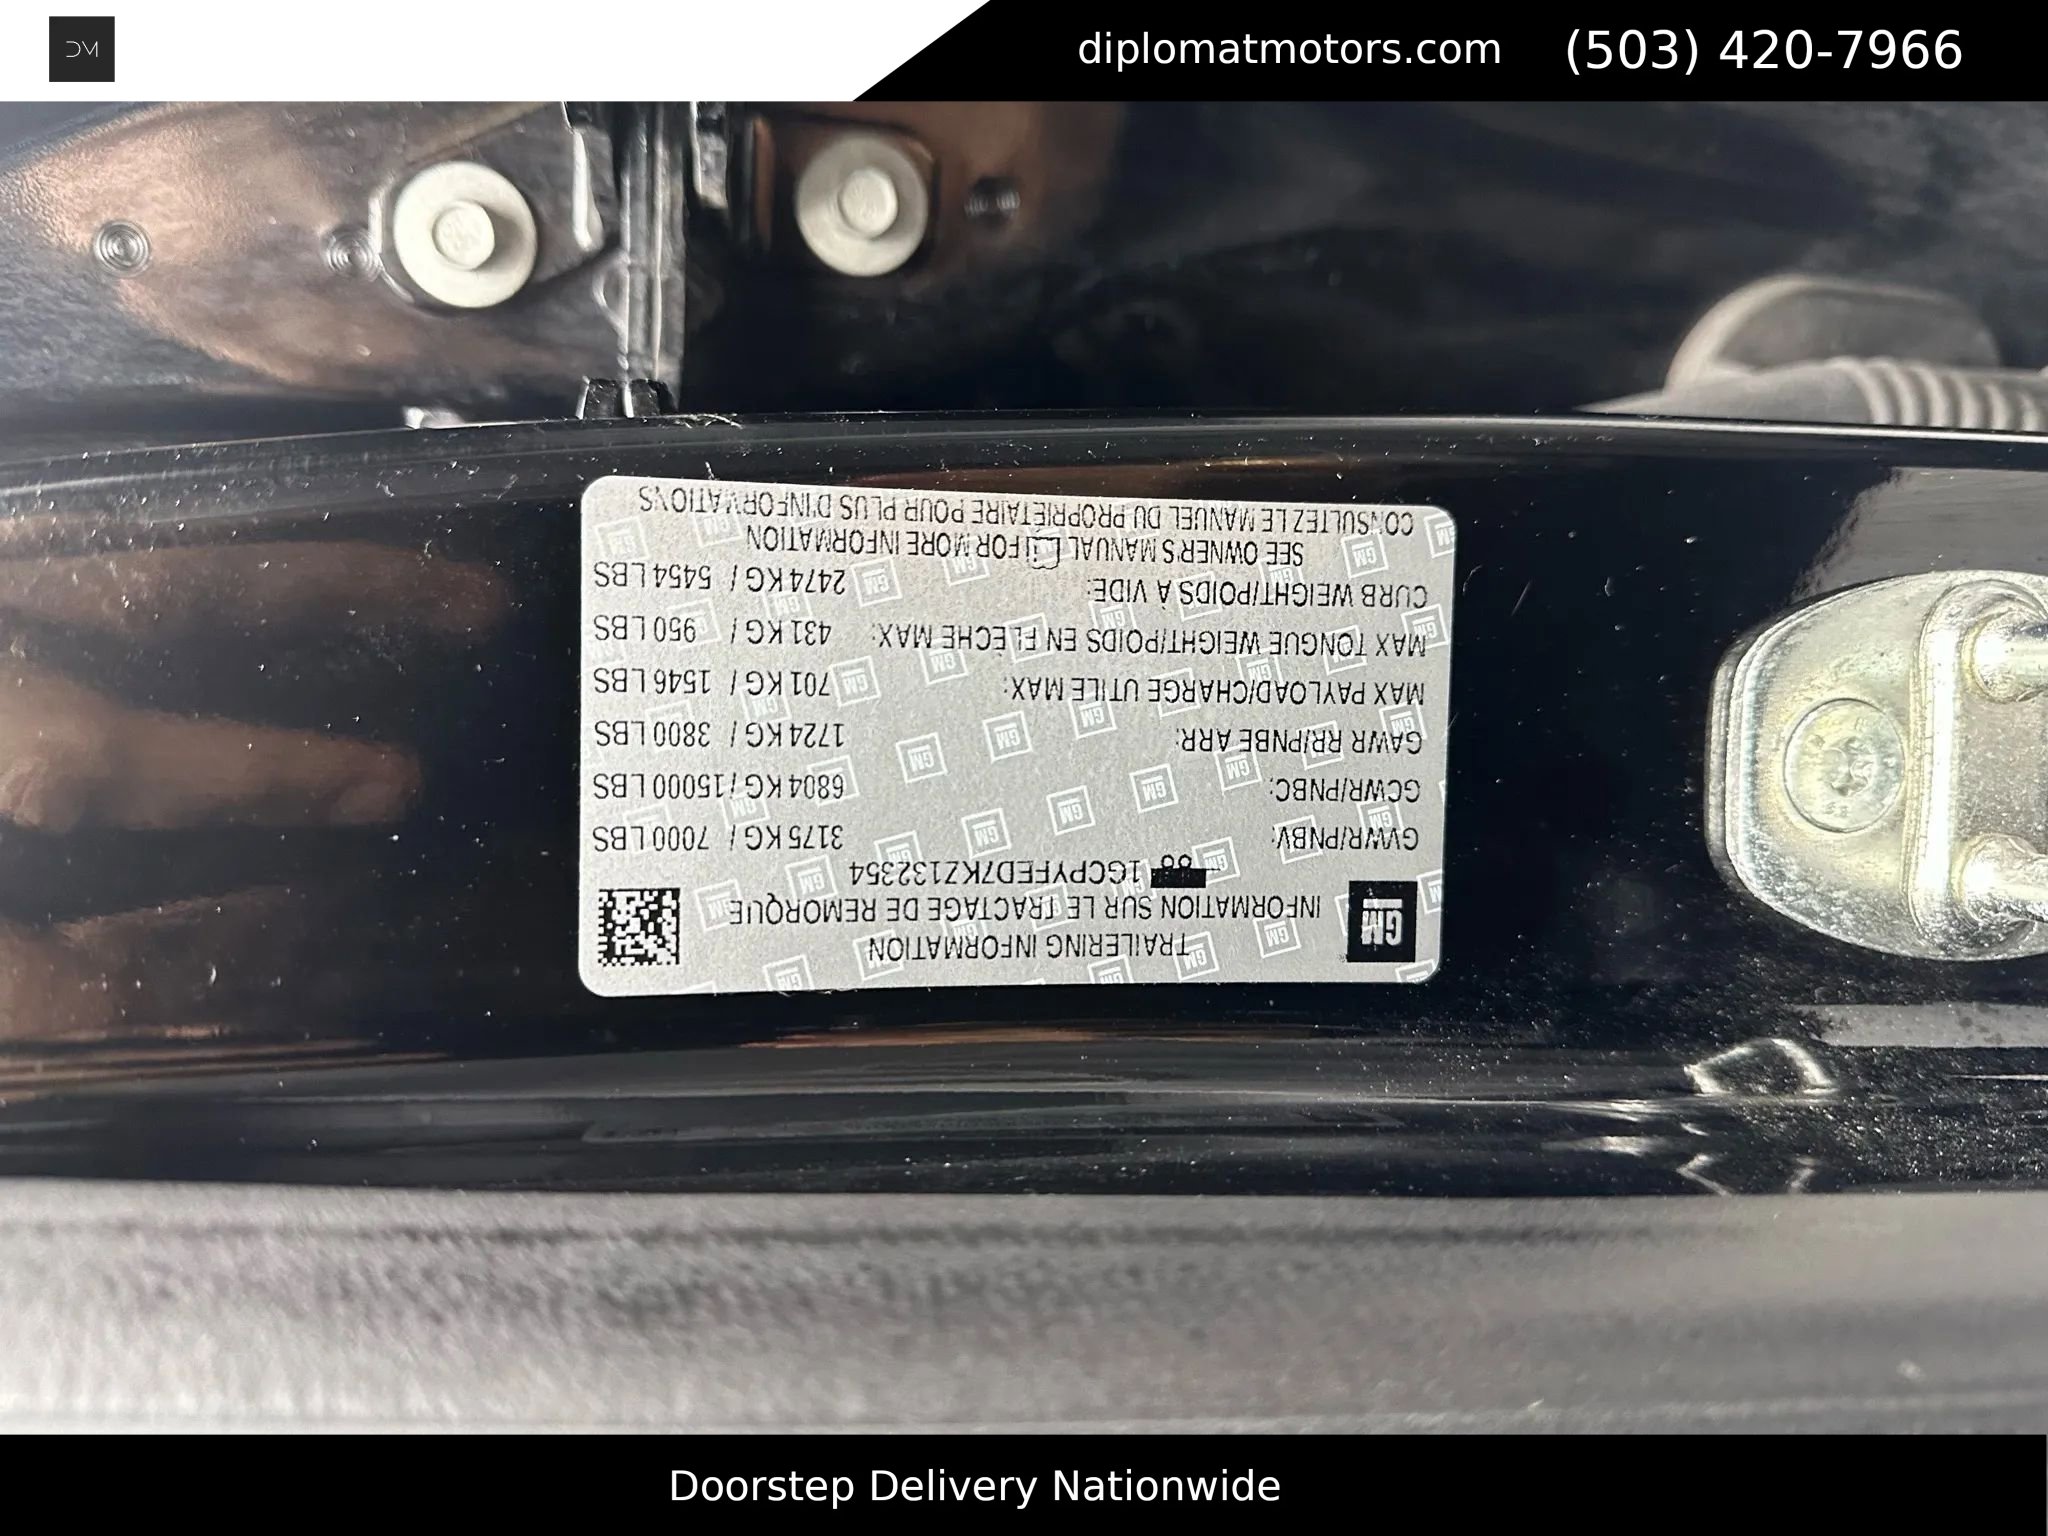 DM
diplomatmotors.com (503) 420-7966
GM
TRAILERING INFORMATION
INFORMATION SUR LE TRACTAGE DE REMORQUE
1GCPYFED7KZ132354
GVWR/PNBV: 3175 KG / 7000 LBS
GCWR/PNBC: 6804 KG / 15000 LBS
GAWR RR/PNBE ARR: 1724 KG / 3800 LBS
MAX PAYLOAD/CHARGE UTILE MAX: 701 KG / 1546 LBS
MAX TONGUE WEIGHT/POIDS EN FLÈCHE MAX: 431 KG / 950 LBS
CURB WEIGHT/POIDS À VIDE: 2474 KG / 5454 LBS
SEE OWNER'S MANUAL FOR MORE INFORMATION
CONSULTEZ LE MANUEL DU PROPRIÉTAIRE POUR PLUS D'INFORMATIONS
Doorstep Delivery Nationwide